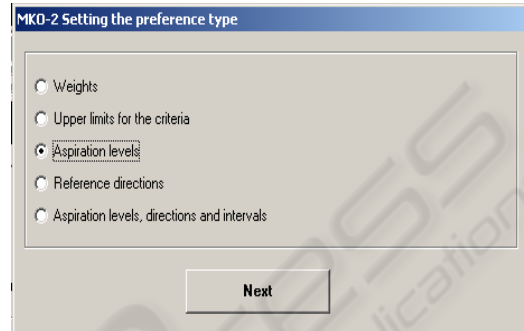 MKO-2 Setting the preference type
Weights
Upper limits for the criteria
Aspiration levels
Reference directions
Aspiration levels, directions and intervals
Next